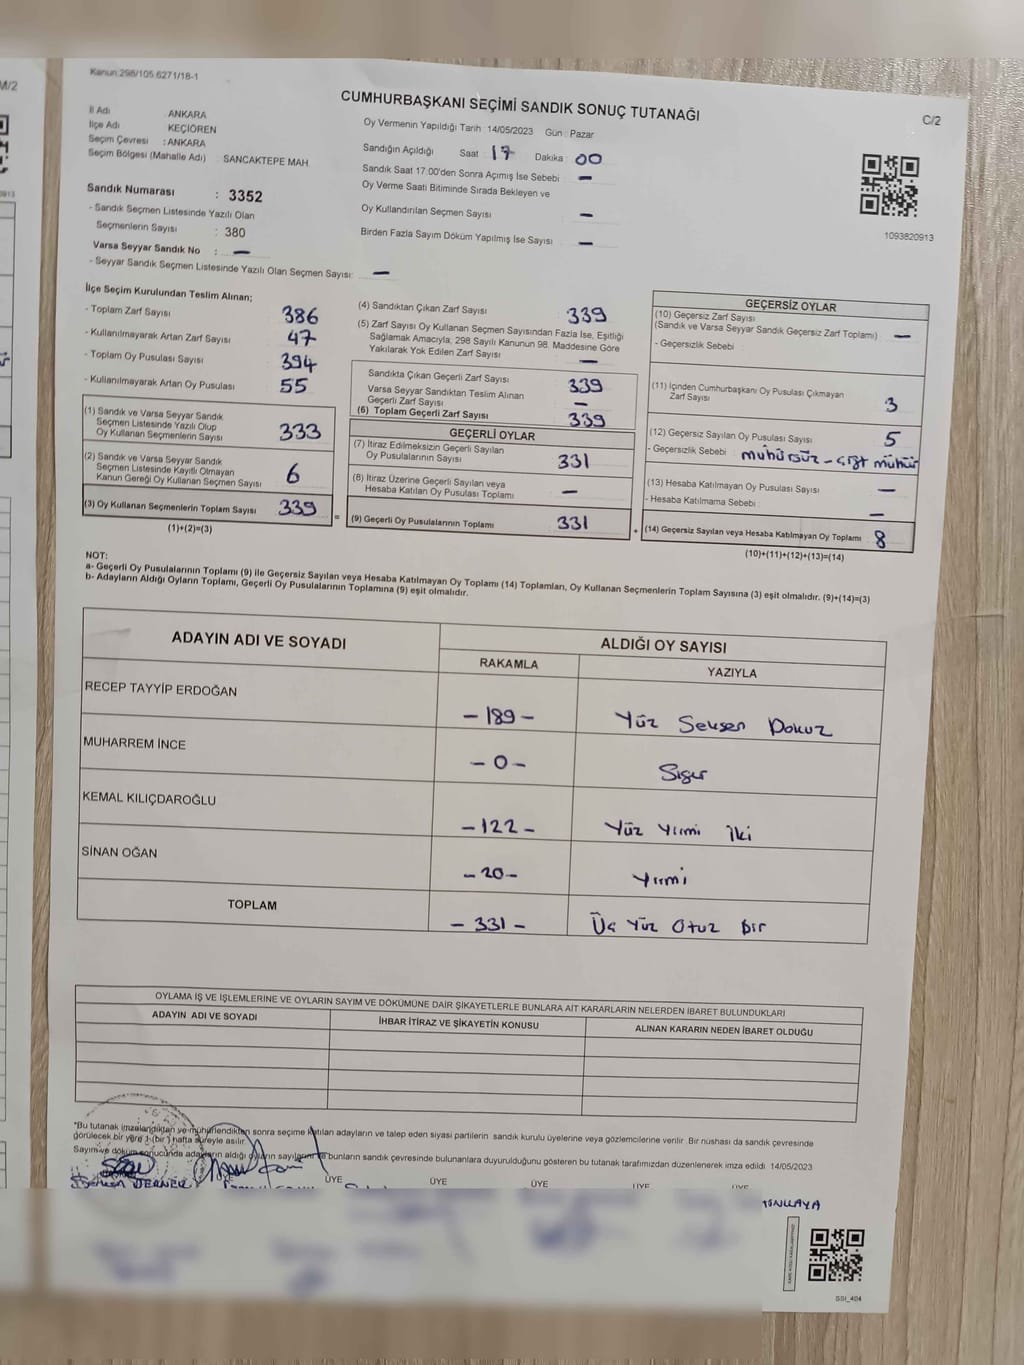 M/2
Kanun:298/105 6271/18-1
CUMHURBAŞKANI SEÇİMİ SANDIK SONUÇ TUTANAĞI
C/2
İl Adı : ANKARA
İlçe Adı KEÇİÖREN
Seçim Çevresi : ANKARA
Seçim Bölgesi (Mahalle Adı) SANCAKTEPE MAH
Sandık Numarası : 3352
- Sandık Seçmen Listesinde Yazılı Olan
Seçmenlerin Sayısı : 380
Varsa Seyyar Sandık No : —
- Seyyar Sandık Seçmen Listesinde Yazılı Olan Seçmen Sayısı: —
Oy Vermenin Yapıldığı Tarih 14/05/2023 Gün : Pazar
Sandığın Açıldığı Saat 17 Dakika 00
Sandık Saat 17.00'den Sonra Açımış İse Sebebi —
Oy Verme Saati Bitiminde Sırada Bekleyen ve
Oy Kullandırılan Seçmen Sayısı —
Birden Fazla Sayım Döküm Yapılmış İse Sayısı —
1093820913
İlçe Seçim Kurulundan Teslim Alınan;
- Toplam Zarf Sayısı 386
- Kullanılmayarak Artan Zarf Sayısı 47
- Toplam Oy Pusulası Sayısı 394
- Kullanılmayarak Artan Oy Pusulası 55
(1) Sandık ve Varsa Seyyar Sandık
Seçmen Listesinde Yazılı Olup
Oy Kullanan Seçmenlerin Sayısı 333
(2) Sandık ve Varsa Seyyar Sandık
Seçmen Listesinde Kayıtlı Olmayan
Kanun Gereği Oy Kullanan Seçmen Sayısı 6
(3) Oy Kullanan Seçmenlerin Toplam Sayısı 339
(1)+(2)=(3)
=
(4) Sandıktan Çıkan Zarf Sayısı 339
(5) Zarf Sayısı Oy Kullanan Seçmen Sayısından Fazla İse, Eşitliği
Sağlamak Amacıyla, 298 Sayılı Kanunun 98. Maddesine Göre
Yakılarak Yok Edilen Zarf Sayısı —
Sandıkta Çıkan Geçerli Zarf Sayısı 339
Varsa Seyyar Sandıktan Teslim Alınan
Geçerli Zarf Sayısı —
(6) Toplam Geçerli Zarf Sayısı 339
GEÇERLİ OYLAR
(7) İtiraz Edilmeksizin Geçerli Sayılan
Oy Pusulalarının Sayısı 331
(8) İtiraz Üzerine Geçerli Sayılan veya
Hesaba Katılan Oy Pusulası Toplamı —
(9) Geçerli Oy Pusulalarının Toplamı 331
+
GEÇERSİZ OYLAR
(10) Geçersiz Zarf Sayısı
(Sandık ve Varsa Seyyar Sandık Geçersiz Zarf Toplamı) —
- Geçersizlik Sebebi
(11) İçinden Cumhurbaşkanı Oy Pusulası Çıkmayan
Zarf Sayısı 3
(12) Geçersiz Sayılan Oy Pusulası Sayısı 5
- Geçersizlik Sebebi mühürsüz - çift mühür
(13) Hesaba Katılmayan Oy Pusulası Sayısı —
- Hesaba Katılmama Sebebi —
(14) Geçersiz Sayılan veya Hesaba Katılmayan Oy Toplamı 8
(10)+(11)+(12)+(13)=(14)
NOT:
a- Geçerli Oy Pusulalarının Toplamı (9) ile Geçersiz Sayılan veya Hesaba Katılmayan Oy Toplamı (14) Toplamları, Oy Kullanan Seçmenlerin Toplam Sayısına (3) eşit olmalıdır. (9)+(14)=(3)
b- Adayların Aldığı Oyların Toplamı, Geçerli Oy Pusulalarının Toplamına (9) eşit olmalıdır.
ADAYIN ADI VE SOYADI ALDIĞI OY SAYISI
RAKAMLA YAZIYLA
RECEP TAYYİP ERDOĞAN -189- Yüz Seksen Dokuz
MUHARREM İNCE -0- Sıfır
KEMAL KILIÇDAROĞLU -122- Yüz Yirmi İki
SİNAN OĞAN -20- Yirmi
TOPLAM -331- Üç Yüz Otuz Bir
OYLAMA İŞ VE İŞLEMLERINE VE OYLARIN SAYIM VE DÖKÜMÜNE DAİR ŞİKAYETLERLE BUNLARA AİT KARARLARIN NELERDEN İBARET BULUNDUKLARI
ADAYIN ADI VE SOYADI İHBAR İTİRAZ VE ŞİKAYETİN KONUSU ALINAN KARARIN NEDEN İBARET OLDUĞU
*Bu tutanak imzalandıktan ve mühürlendikten sonra seçime katılan adayların ve talep eden siyasi partilerin sandık kurulu üyelerine veya gözlemcilerine verilir. Bir nushası da sandık çevresinde
görülecek bir yere 1 (bir) hafta süreyle asılır.
Sayım ve döküm sonucunda adayların aldığı oyların sayılarını ve bunların sandık çevresinde bulunanlara duyurulduğunu gösteren bu tutanak tarafımızdan düzenlenerek imza edildi 14/05/2023
ÜYE ÜYE ÜYE ÜYE ÜYE
SSI_404